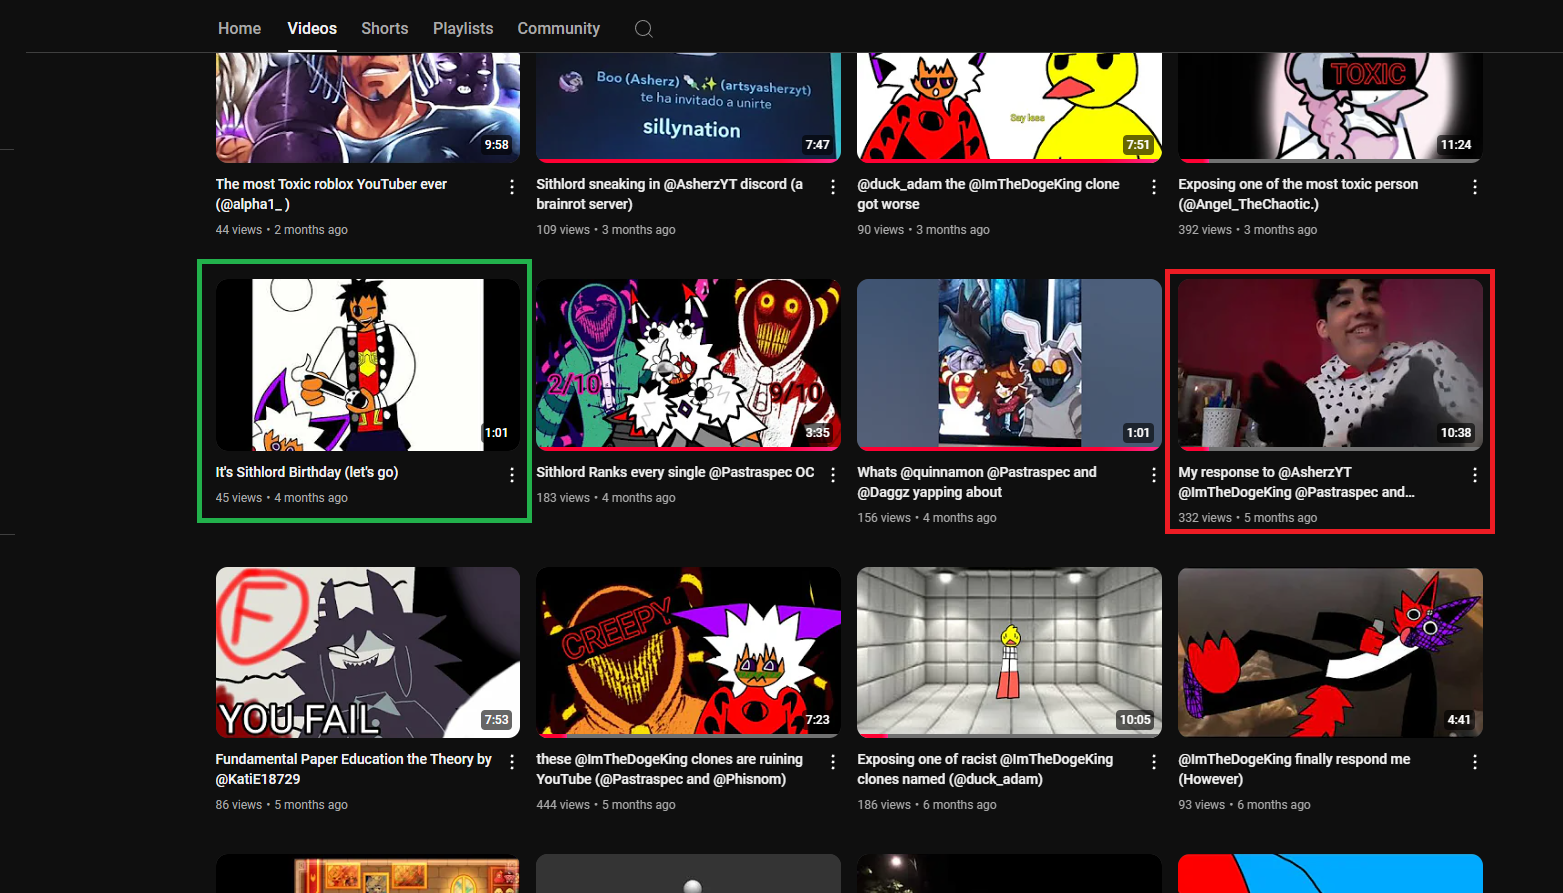 Home Videos Shorts Playlists Community
Boo (Asherz) (artsyasherzyt)
te ha invitado a unirte
sillynation
Say less
TOXIC
9:58
7:47
7:51
11:24
The most Toxic roblox YouTuber ever
(@alpha1_ )
44 views • 2 months ago
Sithlord sneaking in @AsherzYT discord (a
brainrot server)
109 views • 3 months ago
@duck_adam the @ImTheDogeKing clone
got worse
90 views • 3 months ago
Exposing one of the most toxic person
(@AngeI_TheChaotic.)
392 views • 3 months ago
1:01
2/10
9/10
3:35
1:01
10:38
It's Sithlord Birthday (let's go)
45 views • 4 months ago
Sithlord Ranks every single @Pastraspec OC
183 views • 4 months ago
Whats @quinnamon @Pastraspec and
@Daggz yapping about
156 views • 4 months ago
My response to @AsherzYT
@ImTheDogeKing @Pastraspec and...
332 views • 5 months ago
F
YOU FAIL
7:53
CREEPY
7:23
10:05
4:41
Fundamental Paper Education the Theory by
@KatiE18729
86 views • 5 months ago
these @ImTheDogeKing clones are ruining
YouTube (@Pastraspec and @Phisnom)
444 views • 5 months ago
Exposing one of racist @ImTheDogeKing
clones named (@duck_adam)
186 views • 6 months ago
@ImTheDogeKing finally respond me
(However)
93 views • 6 months ago